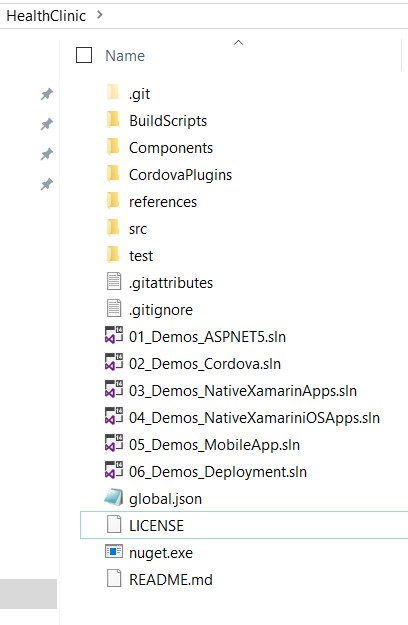 HealthClinic
Name
.git
BuildScripts
Components
CordovaPlugins
references
src
test
.gitattributes
.gitignore
01_Demos_ASPNET5.sln
02_Demos_Cordova.sln
03_Demos_NativeXamarinApps.sln
04_Demos_NativeXamariniOSApps.sln
05_Demos_MobileApp.sln
06_Demos_Deployment.sln
global.json
LICENSE
nuget.exe
README.md